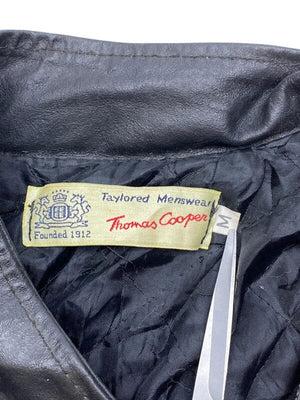 Taylored Menswear
Thomas Cooper
Founded 1912
M